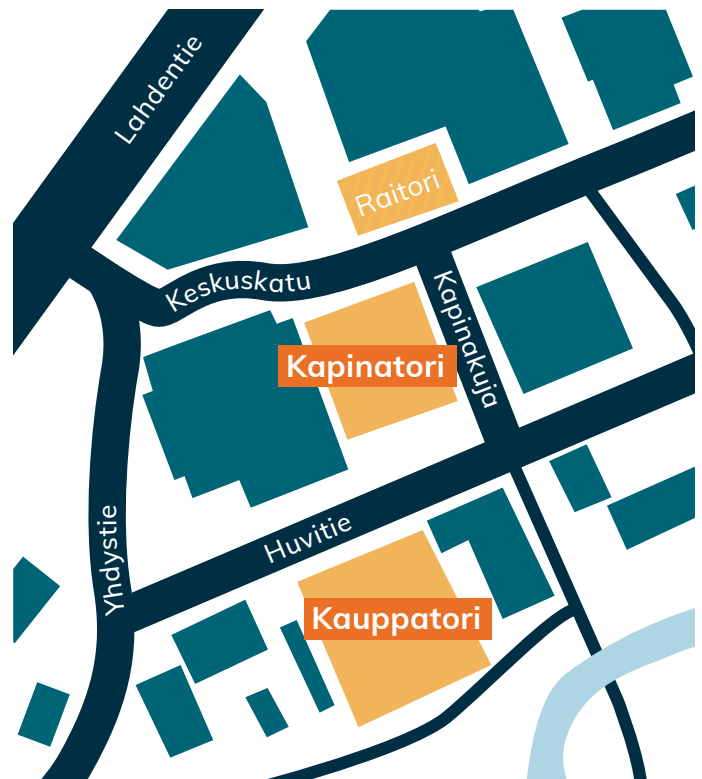 Lahdentie
Raitori
Keskuskatu
Kapinakuja
Kapinatori
Yhdystie
Huvitie
Kauppatori